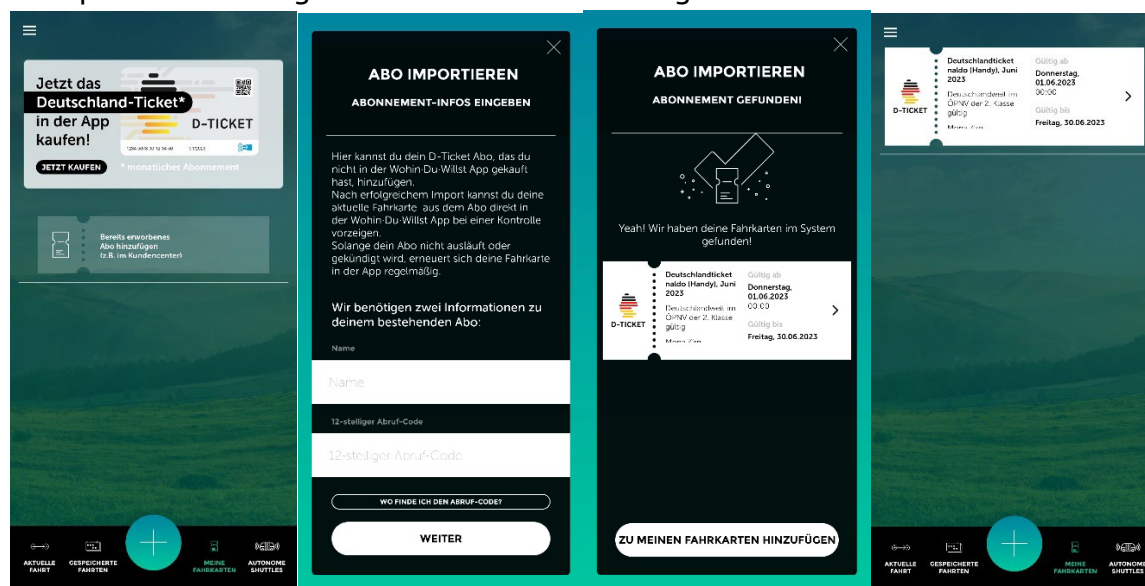 Jetzt das
Deutschland-Ticket*
in der App
kaufen!
D-TICKET
JETZT KAUFEN
* monatliches Abonnement
Bereits erworbenes
Abo hinzufügen
(z.B. im Kundencenter)
AKTUELLE FAHRT
GESPEICHERTE FAHRTEN
MEINE FAHRKARTEN
AUTONOME SHUTTLES
ABO IMPORTIEREN
ABONNEMENT-INFOS EINGEBEN
Hier kannst du dein D-Ticket Abo, das du
nicht in der Wohin·Du·Willst App gekauft
hast, hinzufügen.
Nach erfolgreichem Import kannst du deine
aktuelle Fahrkarte aus dem Abo direkt in
der Wohin·Du·Willst App bei einer Kontrolle
vorzeigen.
Solange dein Abo nicht ausläuft oder
gekündigt wird, erneuert sich deine Fahrkarte
in der App regelmäßig.
Wir benötigen zwei Informationen zu
deinem bestehenden Abo:
Name
Name
12-stelliger Abruf-Code
12-stelliger Abruf-Code
WO FINDE ICH DEN ABRUF-CODE?
WEITER
ABO IMPORTIEREN
ABONNEMENT GEFUNDEN!
Yeah! Wir haben deine Fahrkarten im System
gefunden!
D-TICKET
Deutschlandticket
naldo (Handy), Juni
2023
Deutschlandweit im
ÖPNV der 2. Klasse
gültig
Gültig ab
Donnerstag,
01.06.2023
00:00
Gültig bis
Freitag, 30.06.2023
ZU MEINEN FAHRKARTEN HINZUFÜGEN
D-TICKET
Deutschlandticket
naldo (Handy), Juni
2023
Deutschlandweit im
ÖPNV der 2. Klasse
gültig
Gültig ab
Donnerstag,
01.06.2023
00:00
Gültig bis
Freitag, 30.06.2023
AKTUELLE FAHRT
GESPEICHERTE FAHRTEN
MEINE FAHRKARTEN
AUTONOME SHUTTLES